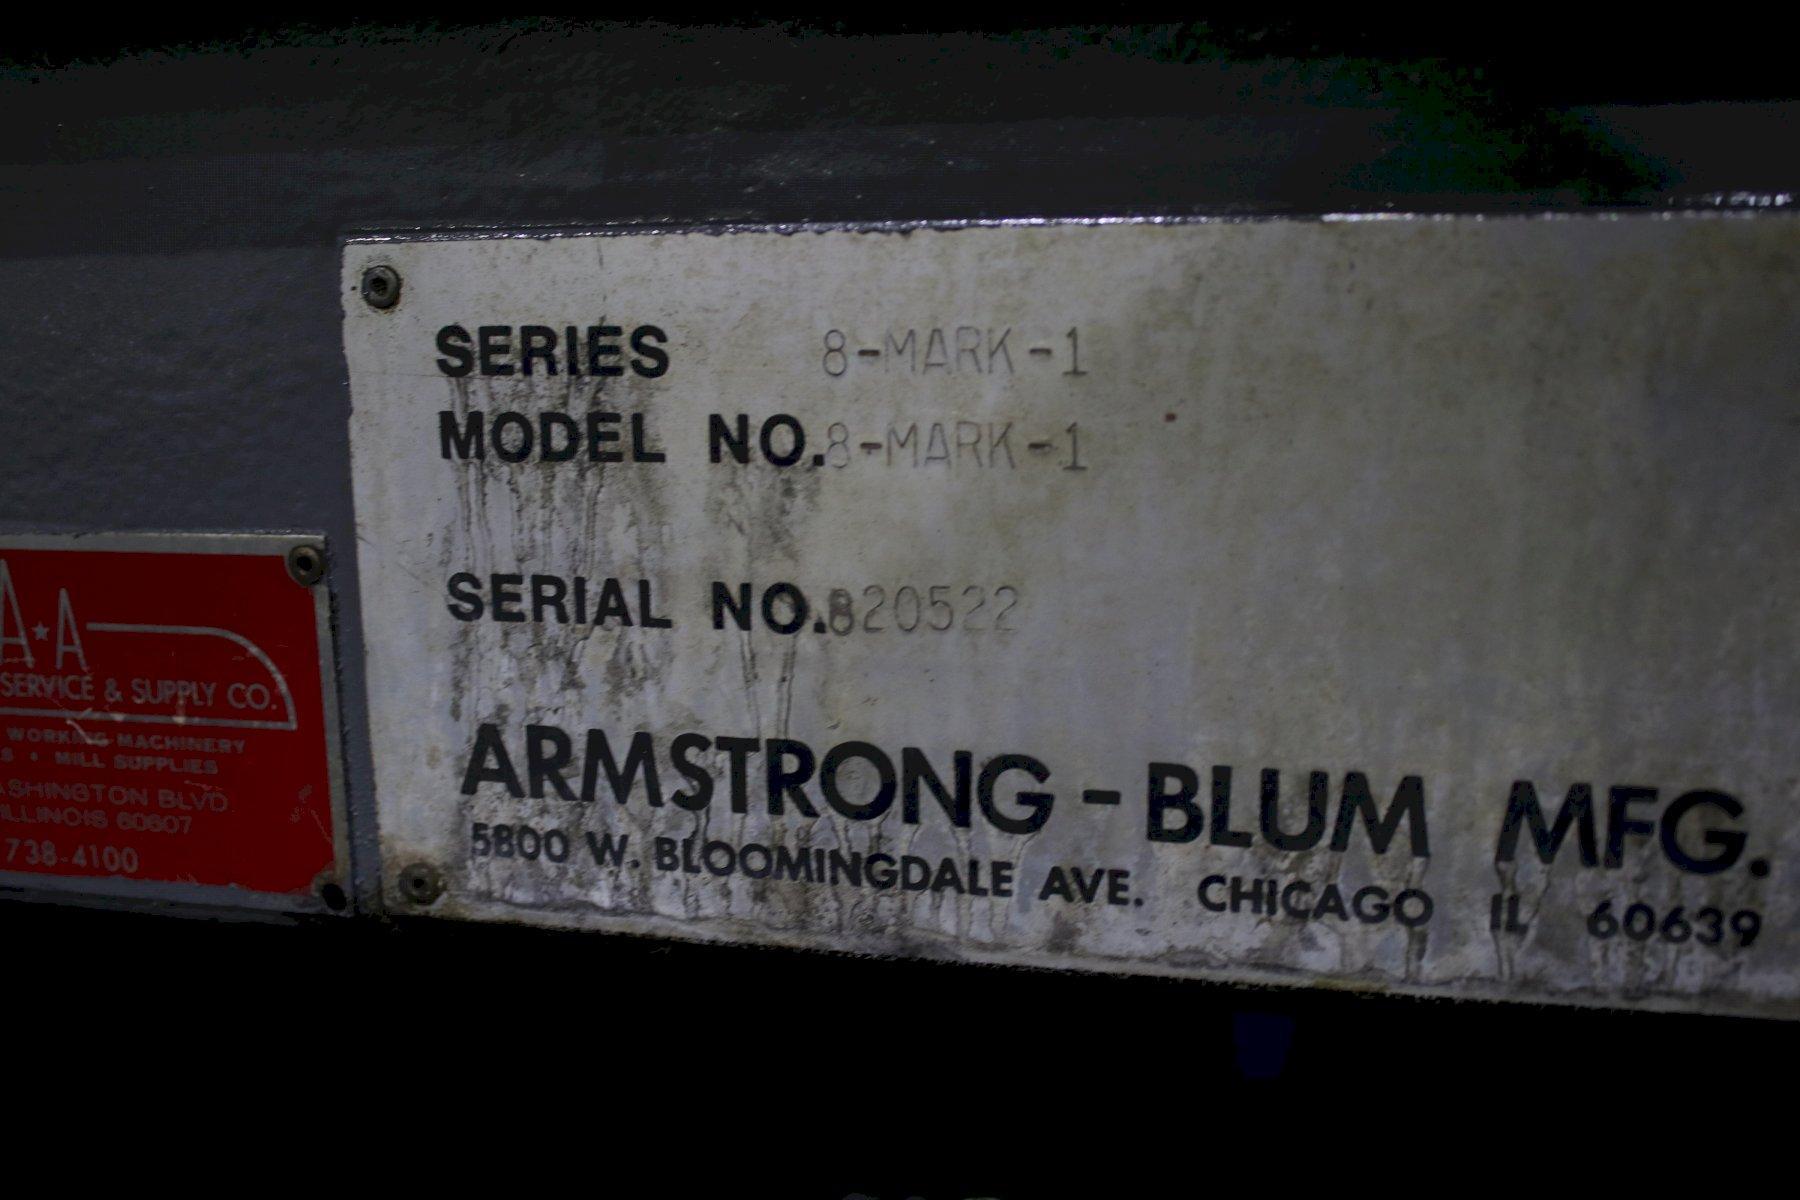 SERIES 8-MARK-1
MODEL NO. 8-MARK-1
SERIAL NO. 820522
ARMSTRONG - BLUM MFG.
5800 W. BLOOMINGDALE AVE. CHICAGO IL 60639
A★A
SERVICE & SUPPLY CO.
WORKING MACHINERY
S • MILL SUPPLIES
ASHINGTON BLVD
ILLINOIS 60607
738-4100